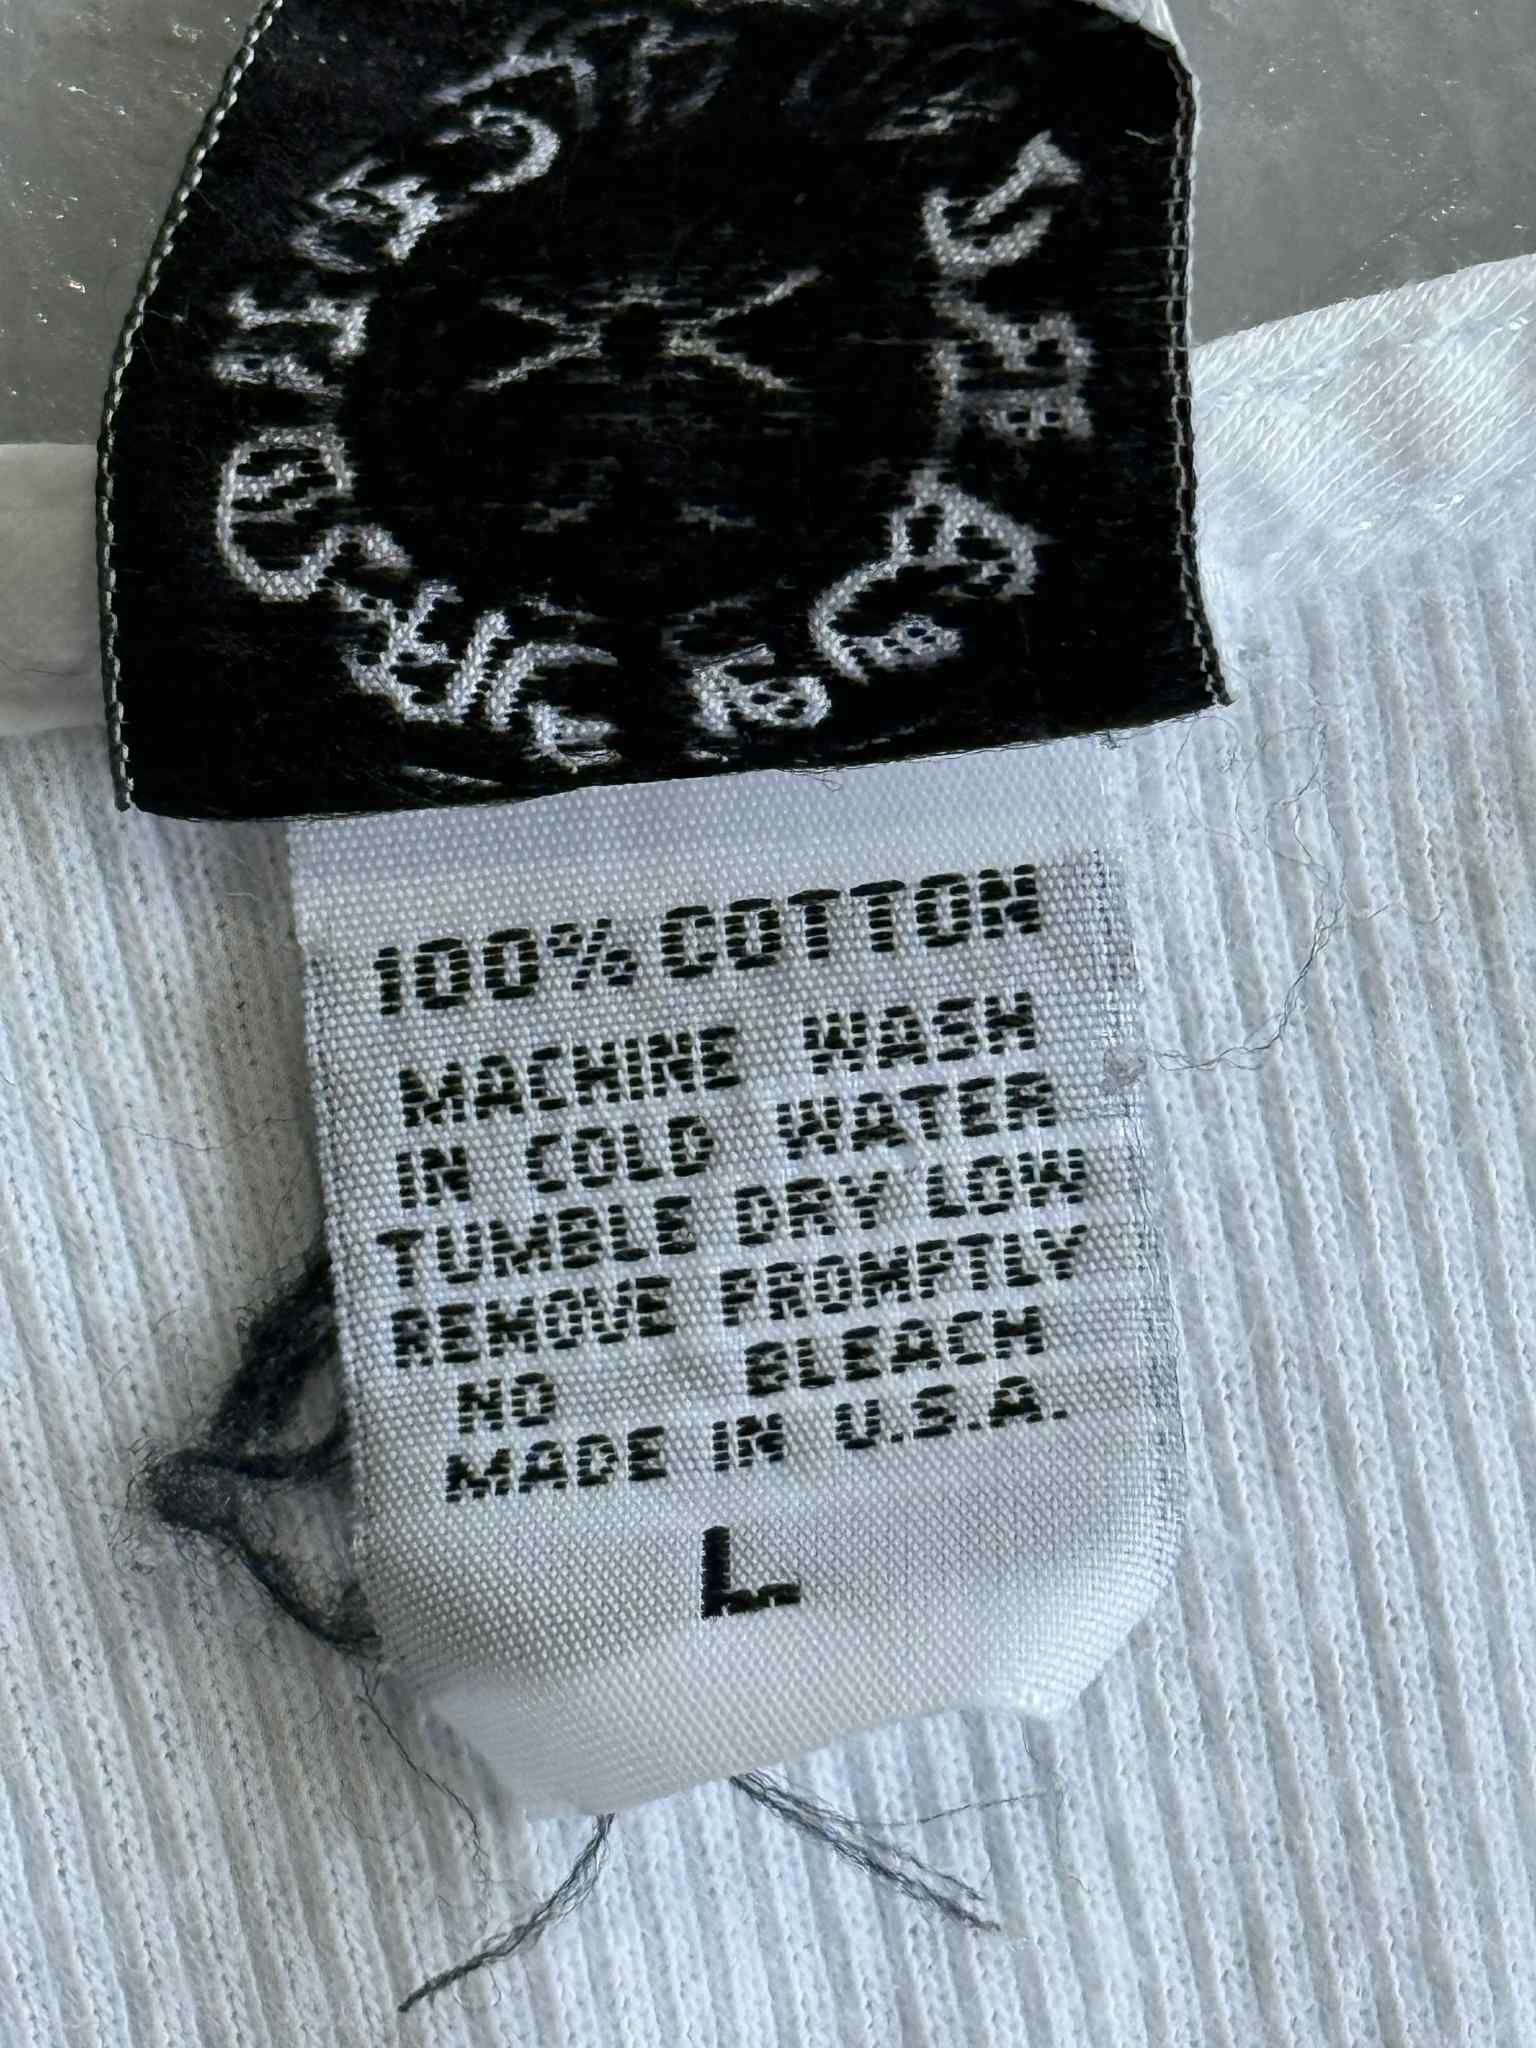 100% COTTON
MACHINE WASH
IN COLD WATER
TUMBLE DRY LOW
REMOVE PROMPTLY
NO BLEACH
MADE IN U.S.A.
L